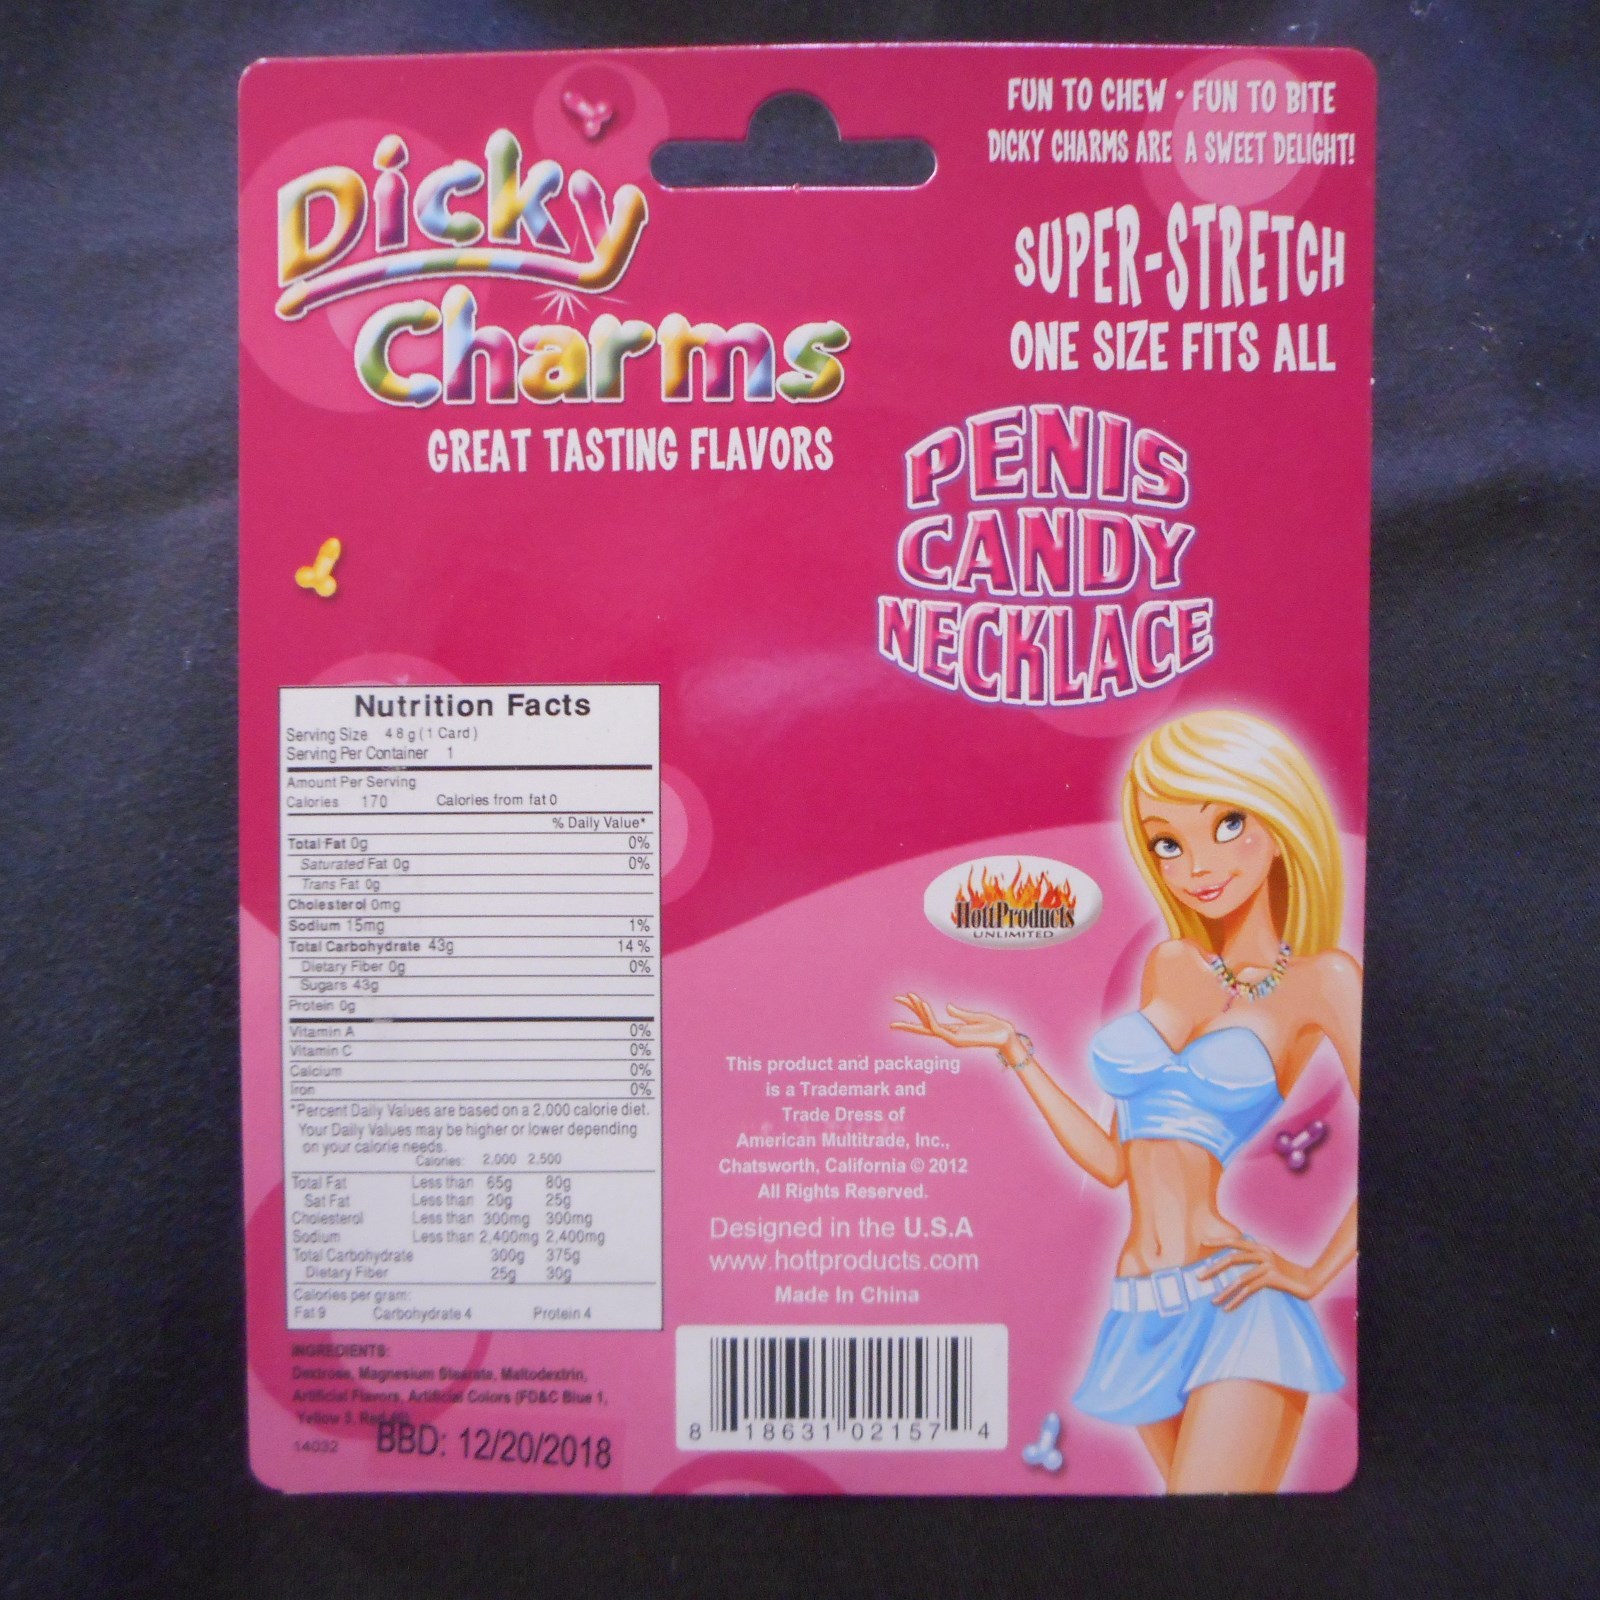 FUN TO CHEW • FUN TO BITE
DICKY CHARMS ARE A SWEET DELIGHT!
Dicky
Charms
GREAT TASTING FLAVORS
SUPER-STRETCH
ONE SIZE FITS ALL
PENIS
CANDY
NECKLACE
Nutrition Facts
Serving Size 48g (1 Card)
Serving Per Container 1
Amount Per Serving
Calories 170 Calories from fat 0
% Daily Value*
Total Fat 0g 0%
Saturated Fat 0g 0%
Trans Fat 0g
Cholesterol 0mg
Sodium 15mg 1%
Total Carbohydrate 43g 14%
Dietary Fiber 0g 0%
Sugars 43g
Protein 0g
Vitamin A 0%
Vitamin C 0%
Calcium 0%
Iron 0%
*Percent Daily Values are based on a 2,000 calorie diet.
Your Daily Values may be higher or lower depending
on your calorie needs.
Calories: 2,000 2,500
Total Fat Less than 65g 80g
Sat Fat Less than 20g 25g
Cholesterol Less than 300mg 300mg
Sodium Less than 2,400mg 2,400mg
Total Carbohydrate 300g 375g
Dietary Fiber 25g 30g
Calories per gram:
Fat 9 Carbohydrate 4 Protein 4
INGREDIENTS:
Dextrose, Magnesium Stearate, Maltodextrin,
Artificial Flavors, Artificial Colors (FD&C Blue 1,
Yellow 5, Red
14032
BBD: 12/20/2018
HottProducts
UNLIMITED
This product and packaging
is a Trademark and
Trade Dress of
American Multitrade, Inc.,
Chatsworth, California © 2012
All Rights Reserved.
Designed in the U.S.A
www.hottproducts.com
Made In China
8 18631 02157 4